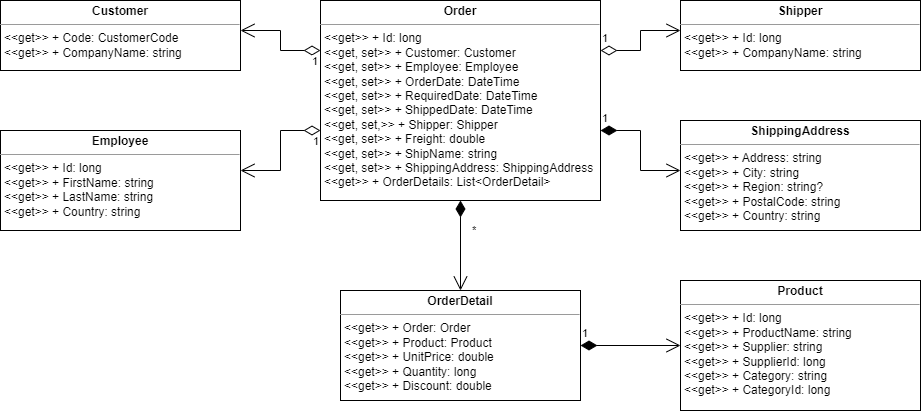 Customer
<<get>> + Code: CustomerCode
<<get>> + CompanyName: string
1
Order
<<get>> + Id: long
<<get, set>> + Customer: Customer
<<get, set>> + Employee: Employee
<<get, set>> + OrderDate: DateTime
<<get, set>> + RequiredDate: DateTime
<<get, set>> + ShippedDate: DateTime
<<get, set,>> + Shipper: Shipper
<<get, set>> + Freight: double
<<get, set>> + ShipName: string
<<get, set>> + ShippingAddress: ShippingAddress
<<get>> + OrderDetails: List<OrderDetail>
1
Shipper
<<get>> + Id: long
<<get>> + CompanyName: string
Employee
<<get>> + Id: long
<<get>> + FirstName: string
<<get>> + LastName: string
<<get>> + Country: string
1
1
ShippingAddress
<<get>> + Address: string
<<get>> + City: string
<<get>> + Region: string?
<<get>> + PostalCode: string
<<get>> + Country: string
*
OrderDetail
<<get>> + Order: Order
<<get>> + Product: Product
<<get>> + UnitPrice: double
<<get>> + Quantity: long
<<get>> + Discount: double
1
Product
<<get>> + Id: long
<<get>> + ProductName: string
<<get>> + Supplier: string
<<get>> + SupplierId: long
<<get>> + Category: string
<<get>> + CategoryId: long